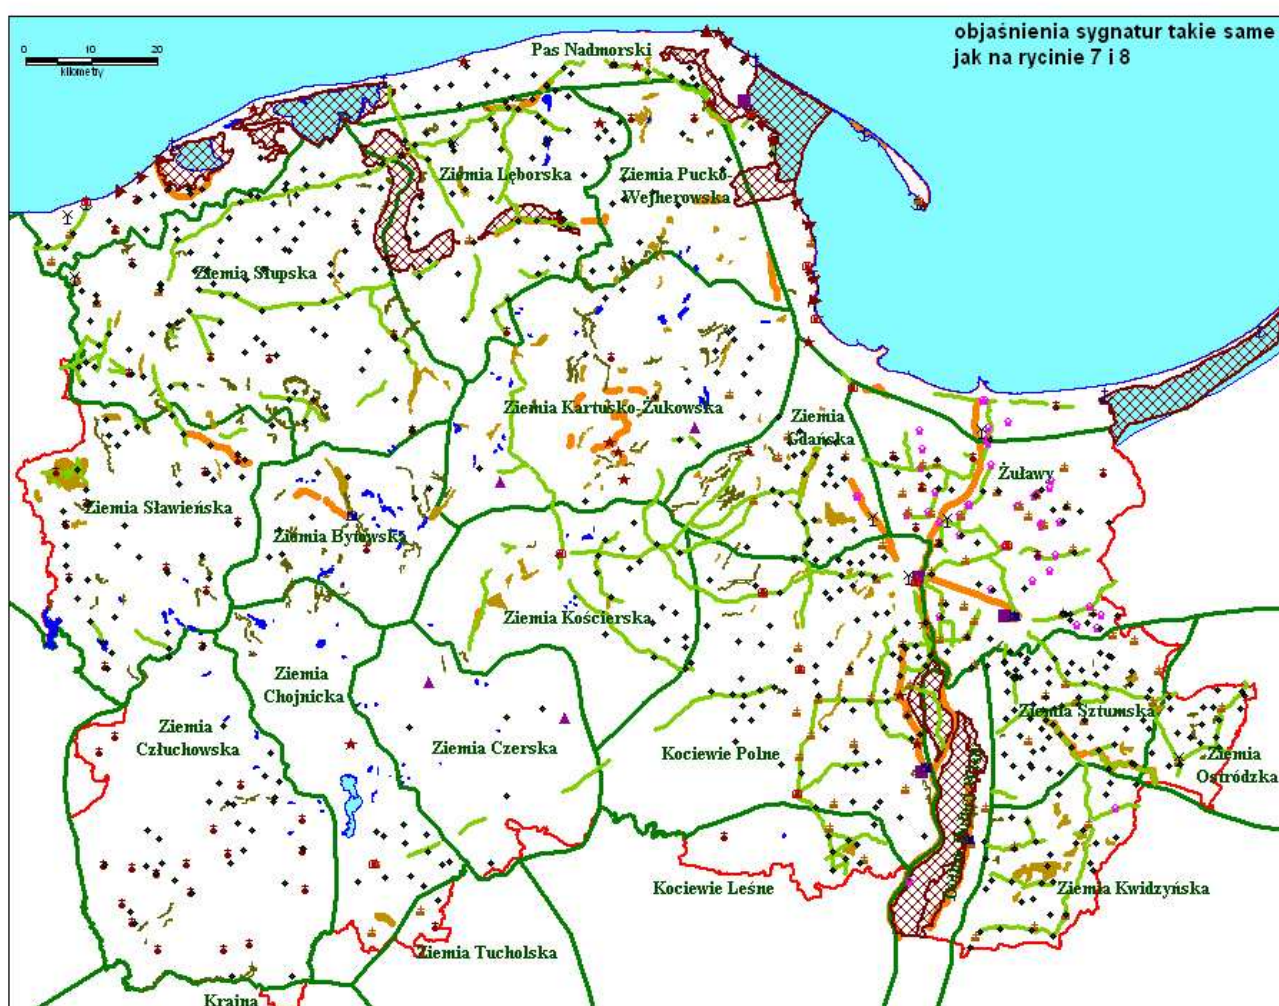 objaśnienia sygnatur takie same
jak na rycinie 7 i 8
0 10 20
kilometry
Pas Nadmorski
Ziemia Lęborska
Ziemia Pucko-
Wejherowska
Ziemia Słupska
Ziemia Kartusko-Żukowska
Ziemia
Gdańska
Żuławy
Ziemia Sławieńska
Ziemia Bytowska
Ziemia Kościerska
Ziemia
Chojnicka
Ziemia
Człuchowska
Ziemia Czerska
Kociewie Polne
Ziemia Sztumska
Ziemia
Ostródzka
Kociewie Leśne
Ziemia Kwidzyńska
Ziemia Tucholska
Krajna